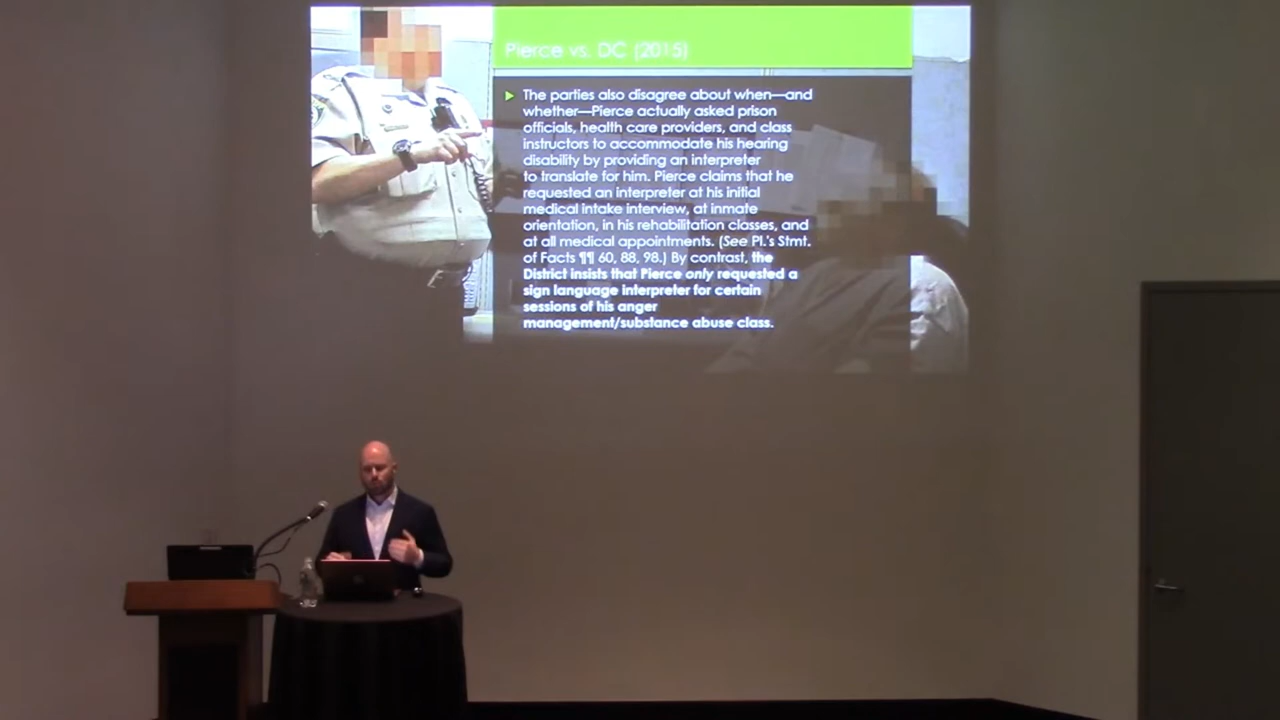 Pierce vs. DC (2015)
The parties also disagree about when—and
whether—Pierce actually asked prison
officials, health care providers, and class
instructors to accommodate his hearing
disability by providing an interpreter
to translate for him. Pierce claims that he
requested an interpreter at his initial
medical intake interview, at inmate
orientation, in his rehabilitation classes, and
at all medical appointments. (See Pl.'s Stmt.
of Facts ¶¶ 60, 88, 98.) By contrast, the
District insists that Pierce only requested a
sign language interpreter for certain
sessions of his anger
management/substance abuse class.